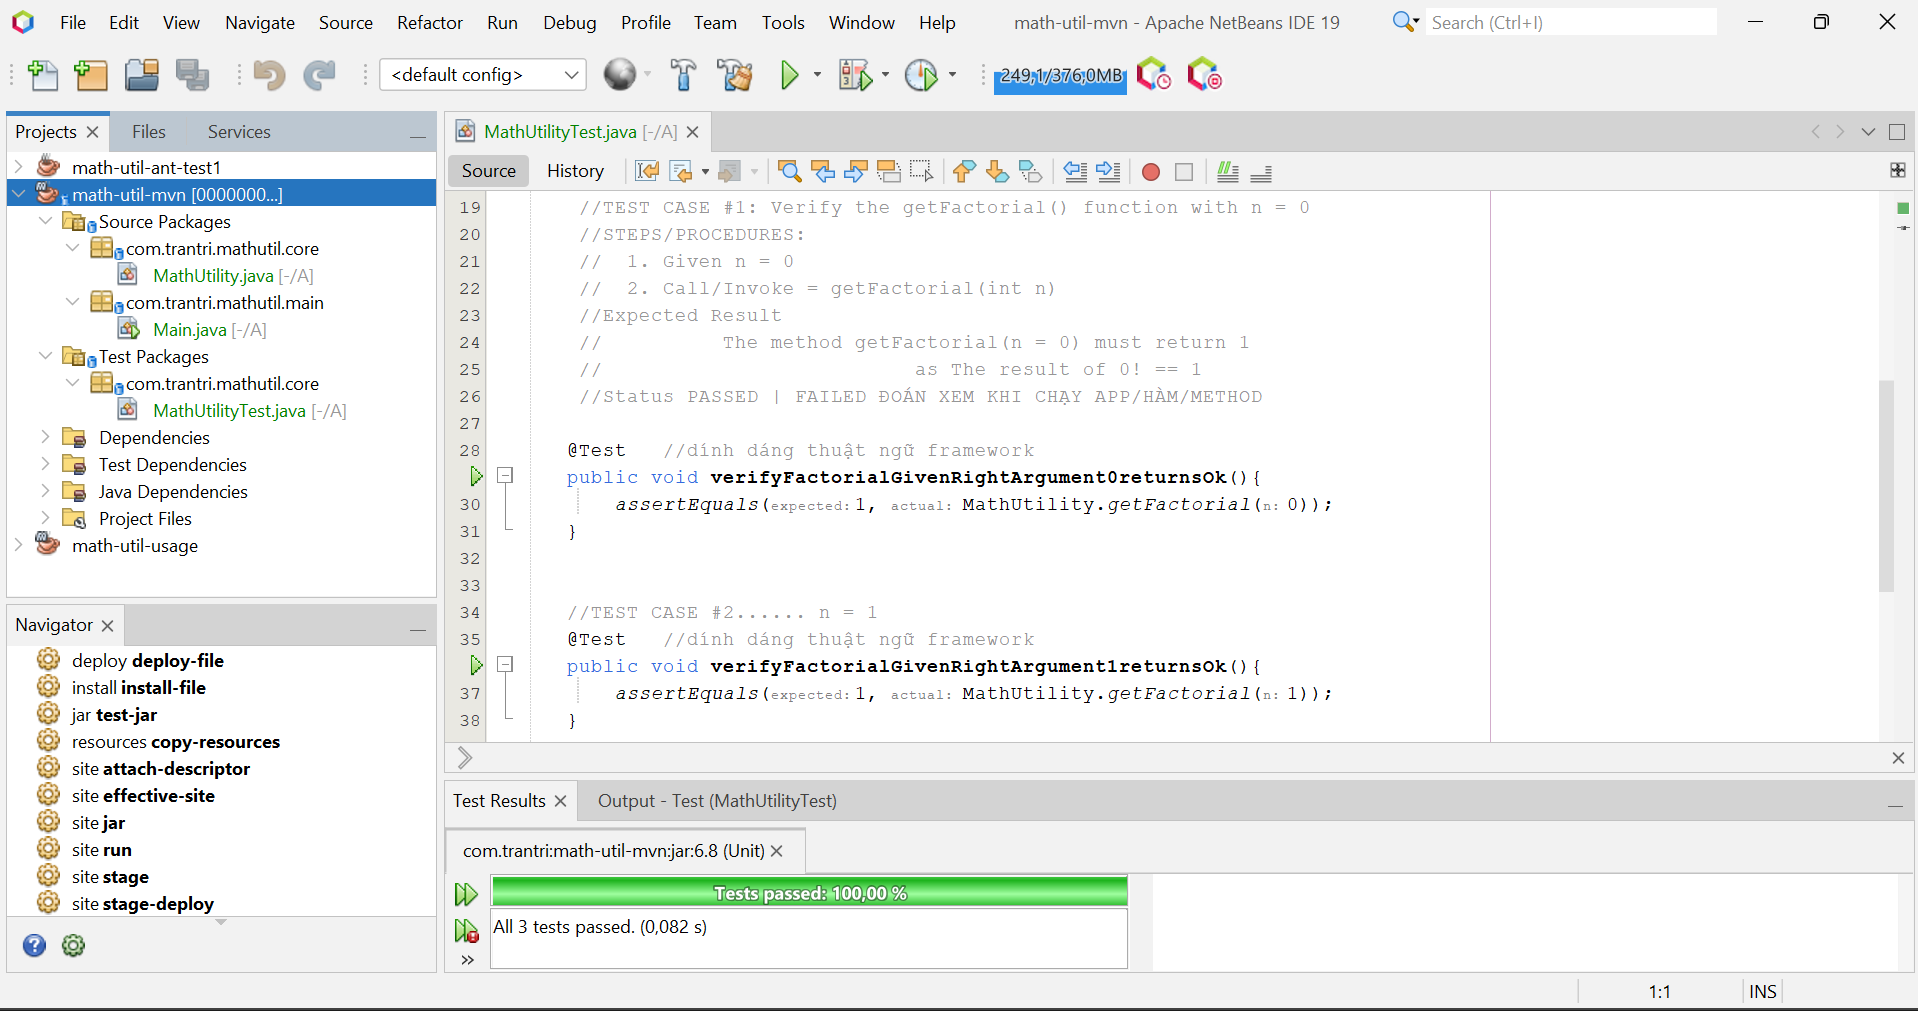 File Edit View Navigate Source Refactor Run Debug Profile Team Tools Window Help math-util-mvn - Apache NetBeans IDE 19 Search (Ctrl+I)
<default config> 249,1/376,0MB
Projects Files Services
math-util-ant-test1
math-util-mvn [0000000...]
Source Packages
com.trantri.mathutil.core
MathUtility.java [-/A]
com.trantri.mathutil.main
Main.java [-/A]
Test Packages
com.trantri.mathutil.core
MathUtilityTest.java [-/A]
Dependencies
Test Dependencies
Java Dependencies
Project Files
math-util-usage
Navigator
deploy deploy-file
install install-file
jar test-jar
resources copy-resources
site attach-descriptor
site effective-site
site jar
site run
site stage
site stage-deploy
MathUtilityTest.java [-/A]
Source History
19 //TEST CASE #1: Verify the getFactorial() function with n = 0
20 //STEPS/PROCEDURES:
21 // 1. Given n = 0
22 // 2. Call/Invoke = getFactorial(int n)
23 //Expected Result
24 // The method getFactorial(n = 0) must return 1
25 // as The result of 0! == 1
26 //Status PASSED | FAILED ĐOÁN XEM KHI CHẠY APP/HÀM/METHOD
27
28 @Test //dính dáng thuật ngữ framework
public void verifyFactorialGivenRightArgument0returnsOk(){
30 assertEquals(expected: 1, actual: MathUtility.getFactorial(n: 0));
31 }
32
33
34 //TEST CASE #2...... n = 1
35 @Test //dính dáng thuật ngữ framework
public void verifyFactorialGivenRightArgument1returnsOk(){
37 assertEquals(expected: 1, actual: MathUtility.getFactorial(n: 1));
38 }
Test Results Output - Test (MathUtilityTest)
com.trantri:math-util-mvn:jar:6.8 (Unit)
Tests passed: 100,00 %
All 3 tests passed. (0,082 s)
1:1 INS